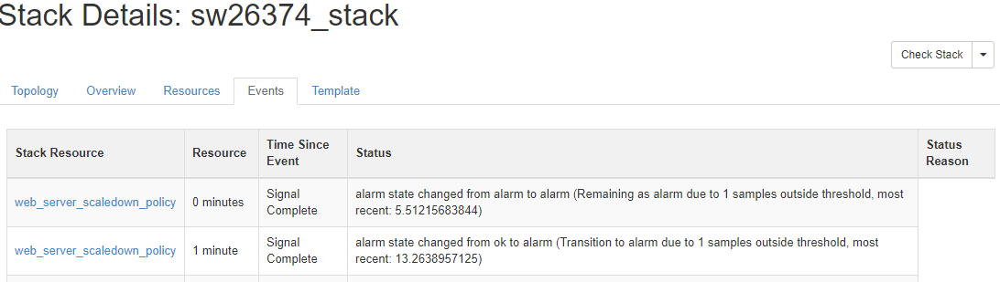 Stack Details: sw26374_stack
Check Stack
Topology Overview Resources Events Template
Stack Resource Resource Time Since Event Status Status Reason
web_server_scaledown_policy 0 minutes Signal Complete alarm state changed from alarm to alarm (Remaining as alarm due to 1 samples outside threshold, most
recent: 5.51215683844)
web_server_scaledown_policy 1 minute Signal Complete alarm state changed from ok to alarm (Transition to alarm due to 1 samples outside threshold, most
recent: 13.2638957125)